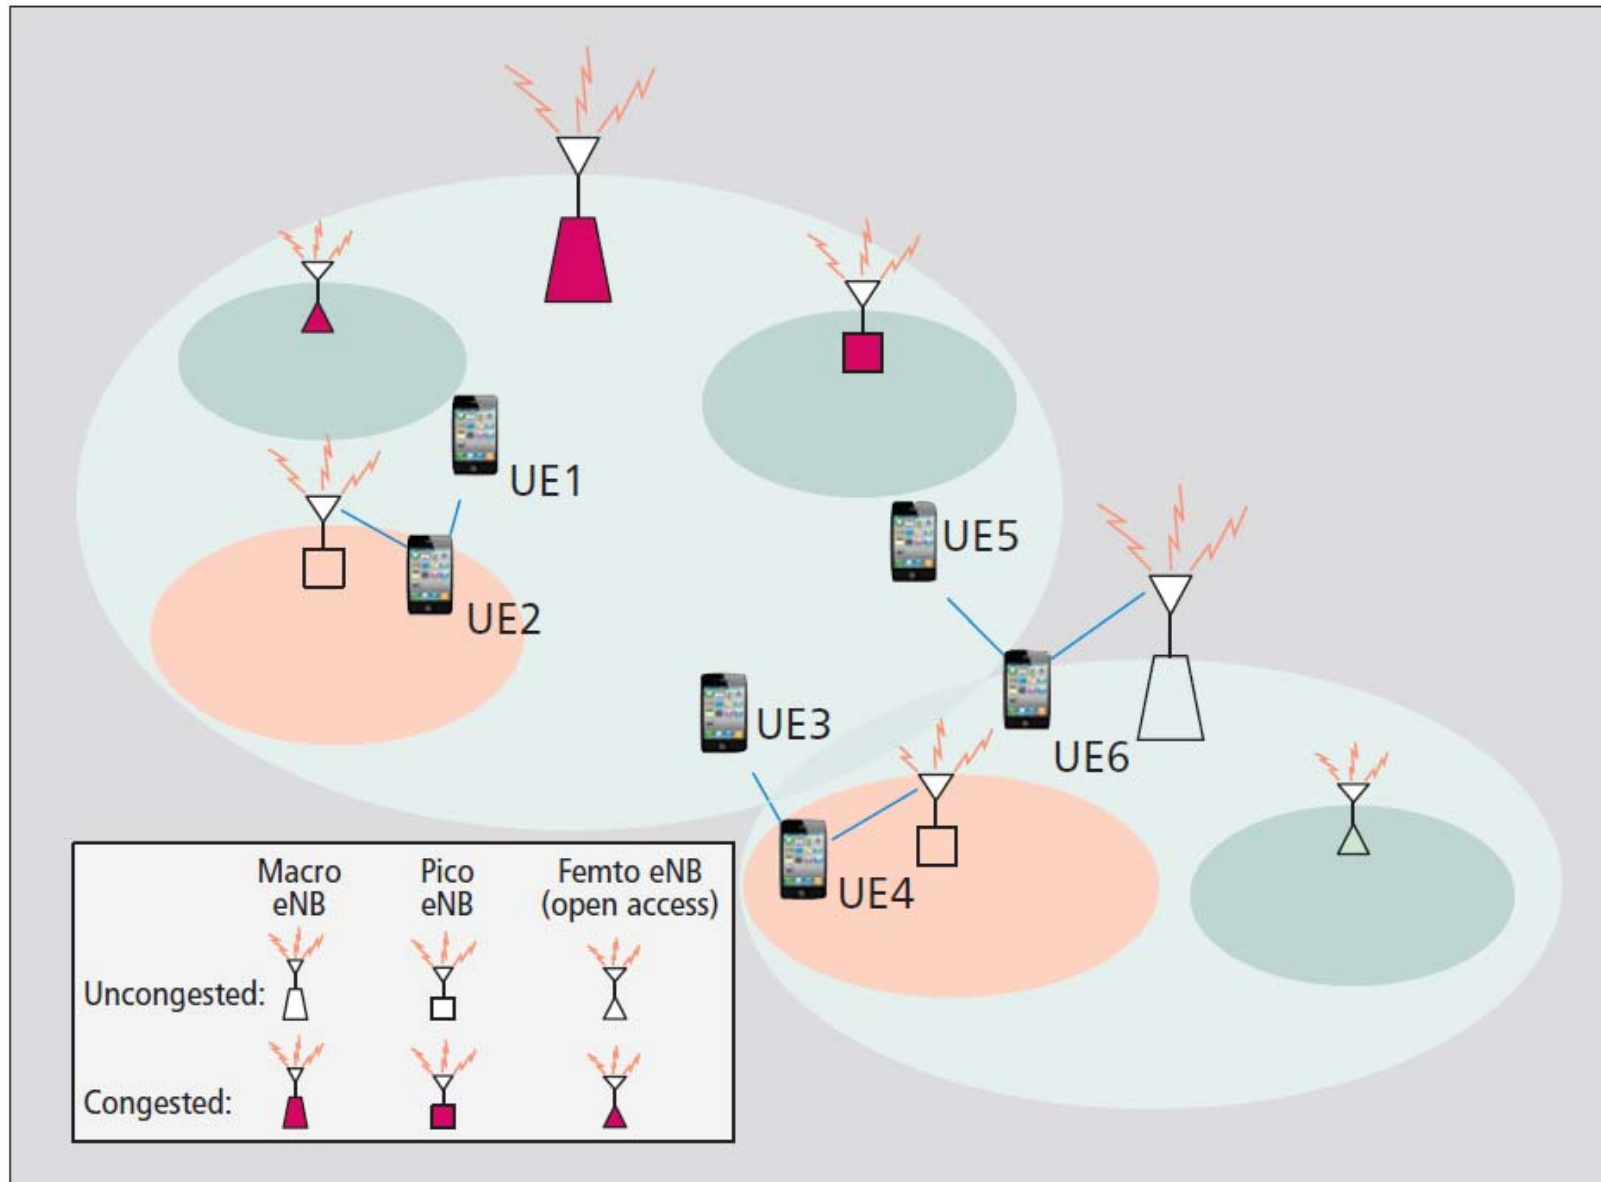 UE1
UE5
UE2
UE3
UE6
UE4
Macro
eNB
Pico
eNB
Femto eNB
(open access)
Uncongested:
Congested: